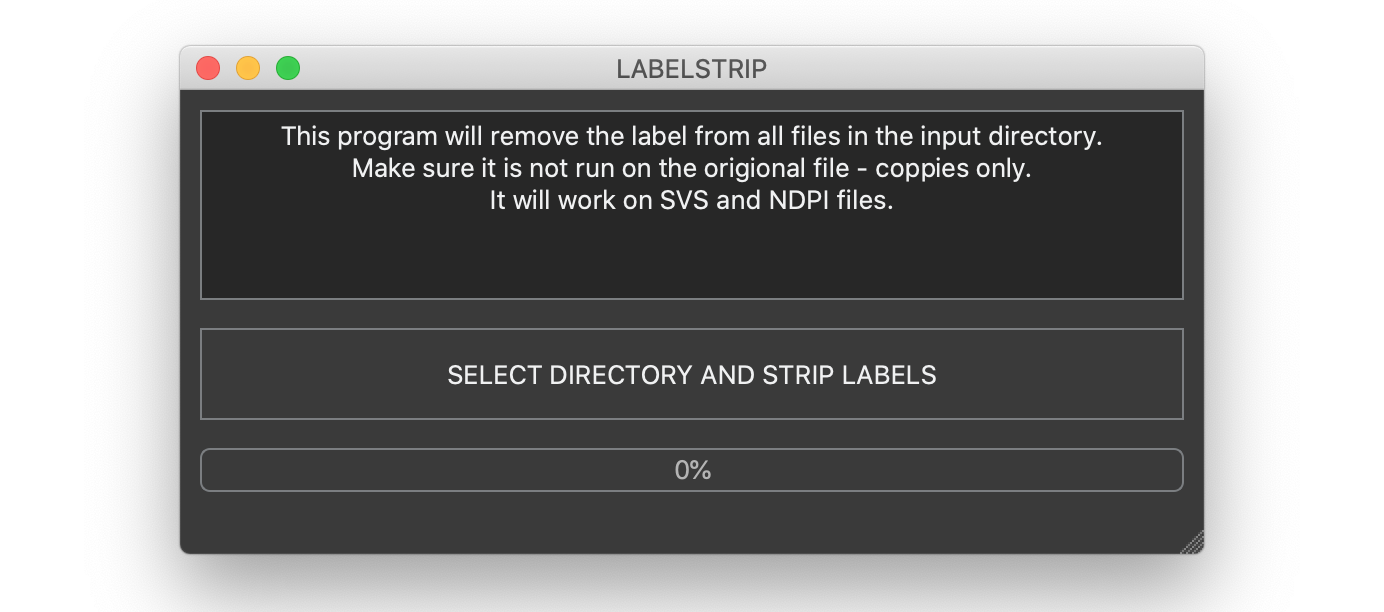 LABELSTRIP
This program will remove the label from all files in the input directory.
Make sure it is not run on the origional file - coppies only.
It will work on SVS and NDPI files.
SELECT DIRECTORY AND STRIP LABELS
0%